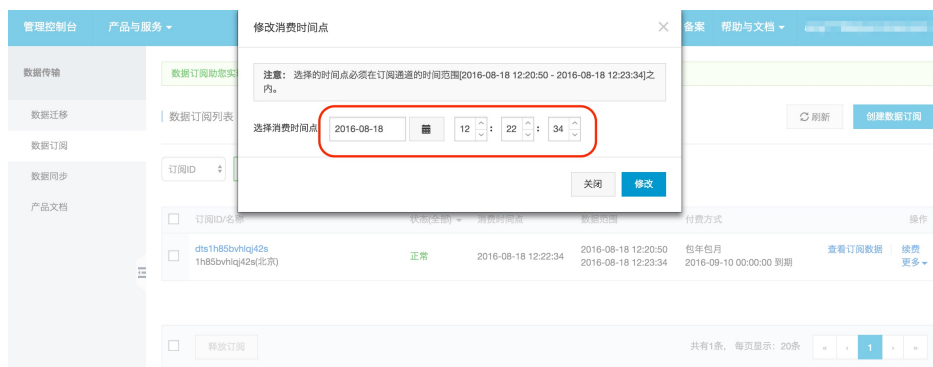 管理控制台 产品与服务 备案 帮助与文档
修改消费时间点
数据传输
数据迁移
数据订阅
数据同步
产品文档
数据订阅助您实
注意： 选择的时间点必须在订阅通道的时间范围[2016-08-18 12:20:50 - 2016-08-18 12:23:34]之
内。
数据订阅列表
选择消费时间点 2016-08-18 12 : 22 : 34
刷新 创建数据订阅
订阅ID
关闭 修改
订阅ID/名称 状态(全部) 消费时间点 数据范围 付费方式 操作
dts1h85bvhlqj42s
1h85bvhlqj42s(北京)
正常 2016-08-18 12:22:34
2016-08-18 12:20:50
2016-08-18 12:23:34
包年包月
2016-09-10 00:00:00 到期
查看订阅数据 续费
更多
释放订阅 共有1条， 每页显示：20条 « ‹ 1 › »